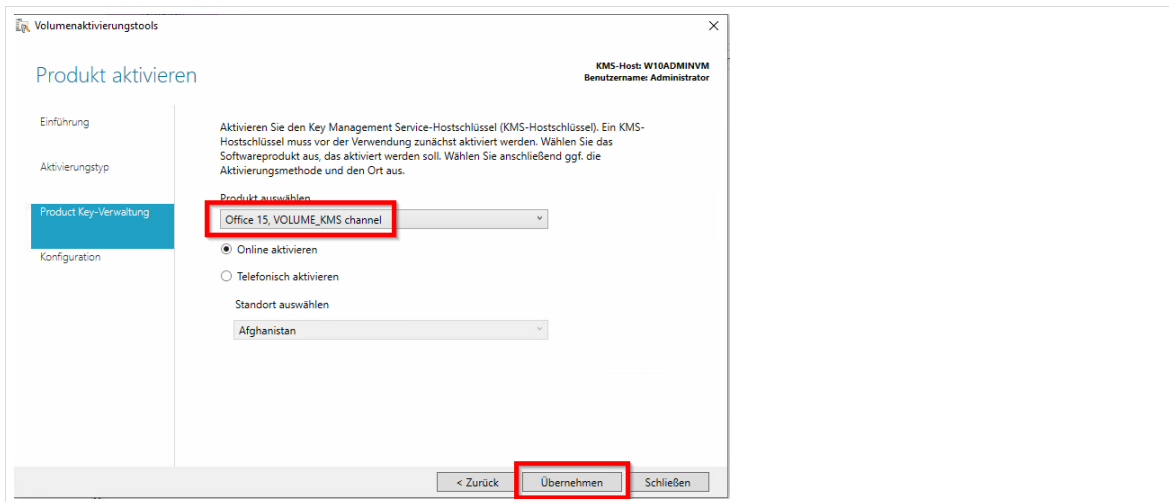 Volumenaktivierungstools
Produkt aktivieren
KMS-Host: W10ADMINVM
Benutzername: Administrator
Einführung
Aktivierungstyp
Product Key-Verwaltung
Konfiguration
Aktivieren Sie den Key Management Service-Hostschlüssel (KMS-Hostschlüssel). Ein KMS-
Hostschlüssel muss vor der Verwendung zunächst aktiviert werden. Wählen Sie das
Softwareprodukt aus, das aktiviert werden soll. Wählen Sie anschließend ggf. die
Aktivierungsmethode und den Ort aus.
Produkt auswählen
Office 15, VOLUME_KMS channel
Online aktivieren
Telefonisch aktivieren
Standort auswählen
Afghanistan
< Zurück
Übernehmen
Schließen